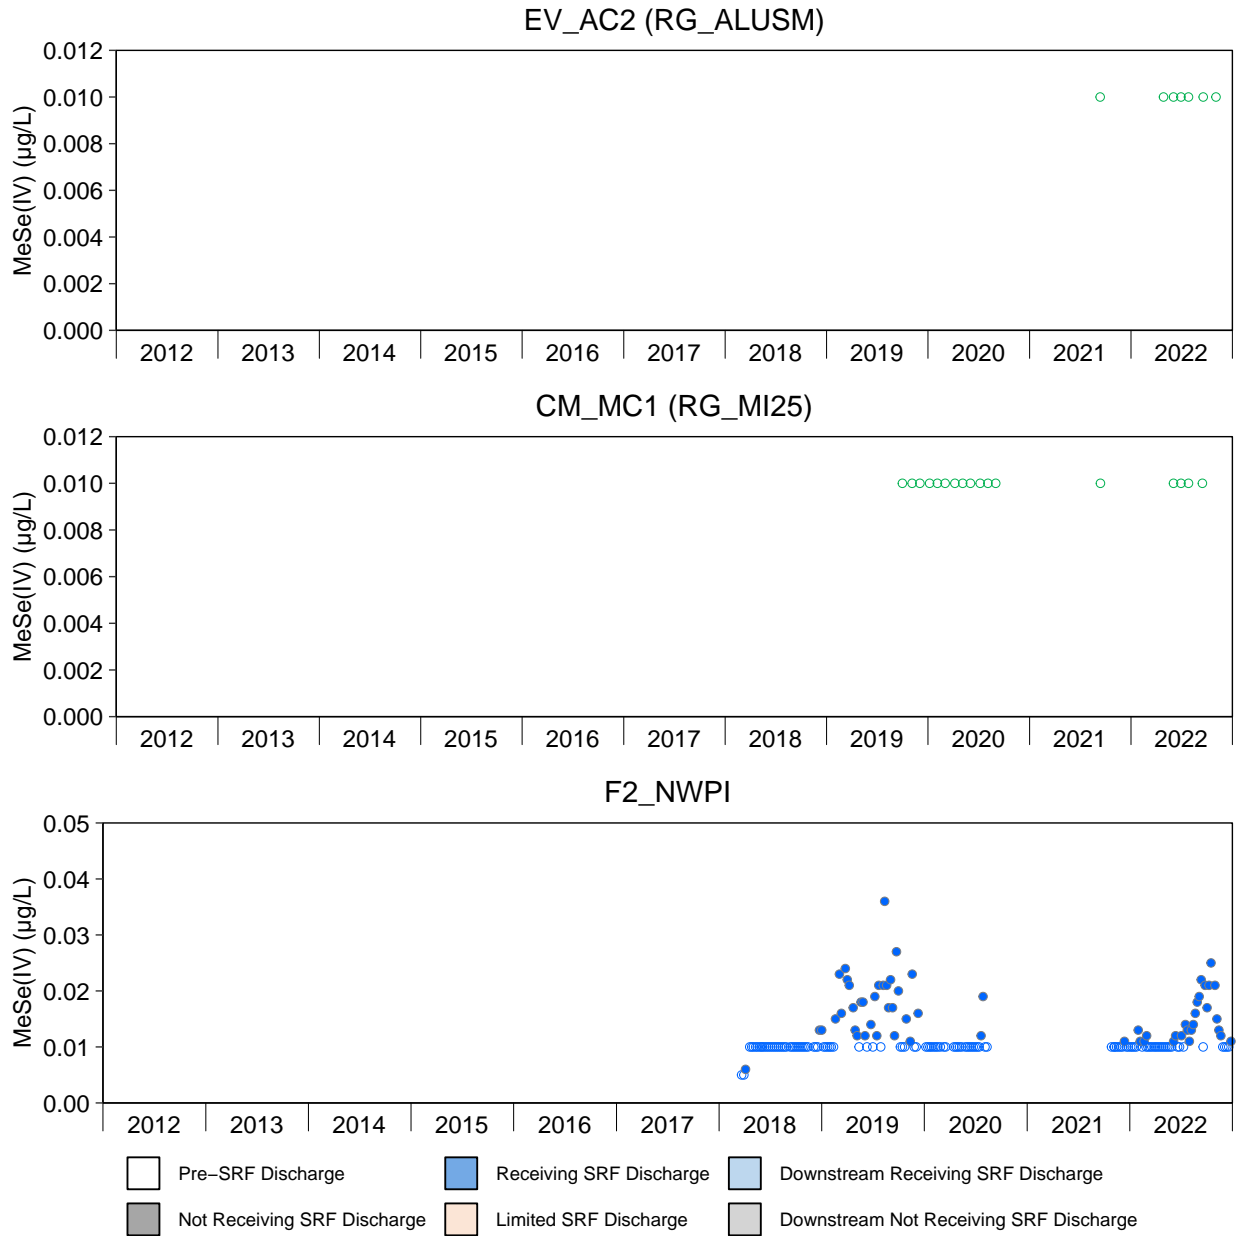 EV_AC2 (RG_ALUSM)
MeSe(IV) (µg/L)
0.012
0.010
0.008
0.006
0.004
0.002
0.000
2012 2013 2014 2015 2016 2017 2018 2019 2020 2021 2022
CM_MC1 (RG_MI25)
MeSe(IV) (µg/L)
0.012
0.010
0.008
0.006
0.004
0.002
0.000
2012 2013 2014 2015 2016 2017 2018 2019 2020 2021 2022
F2_NWPI
MeSe(IV) (µg/L)
0.05
0.04
0.03
0.02
0.01
0.00
2012 2013 2014 2015 2016 2017 2018 2019 2020 2021 2022
Pre−SRF Discharge Receiving SRF Discharge Downstream Receiving SRF Discharge
Not Receiving SRF Discharge Limited SRF Discharge Downstream Not Receiving SRF Discharge